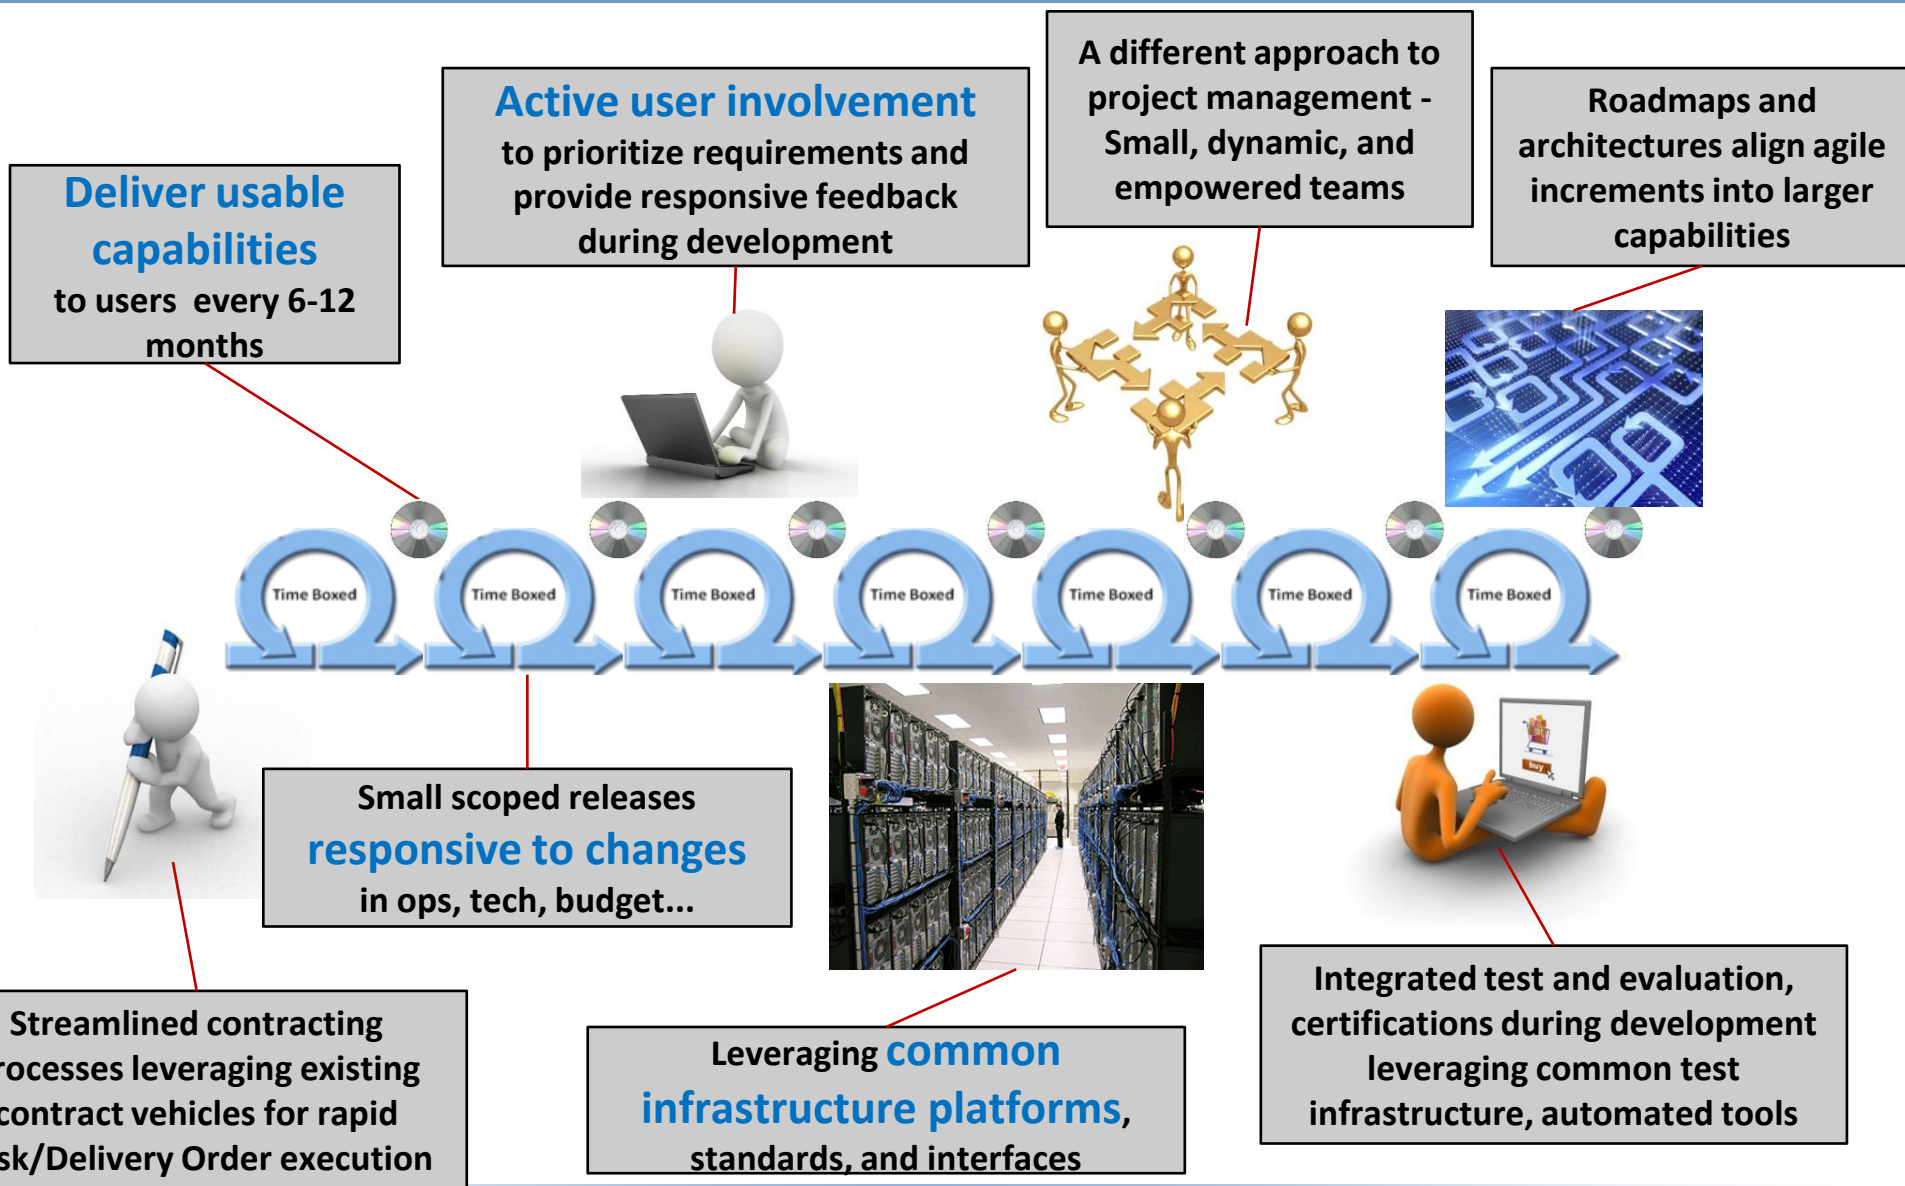 Deliver usable
capabilities
to users every 6-12
months
Active user involvement
to prioritize requirements and
provide responsive feedback
during development
A different approach to
project management -
Small, dynamic, and
empowered teams
Roadmaps and
architectures align agile
increments into larger
capabilities
Time Boxed
Time Boxed
Time Boxed
Time Boxed
Time Boxed
Time Boxed
Time Boxed
buy
Small scoped releases
responsive to changes
in ops, tech, budget...
Streamlined contracting
rocesses leveraging existing
contract vehicles for rapid
sk/Delivery Order execution
Leveraging common
infrastructure platforms,
standards, and interfaces
Integrated test and evaluation,
certifications during development
leveraging common test
infrastructure, automated tools